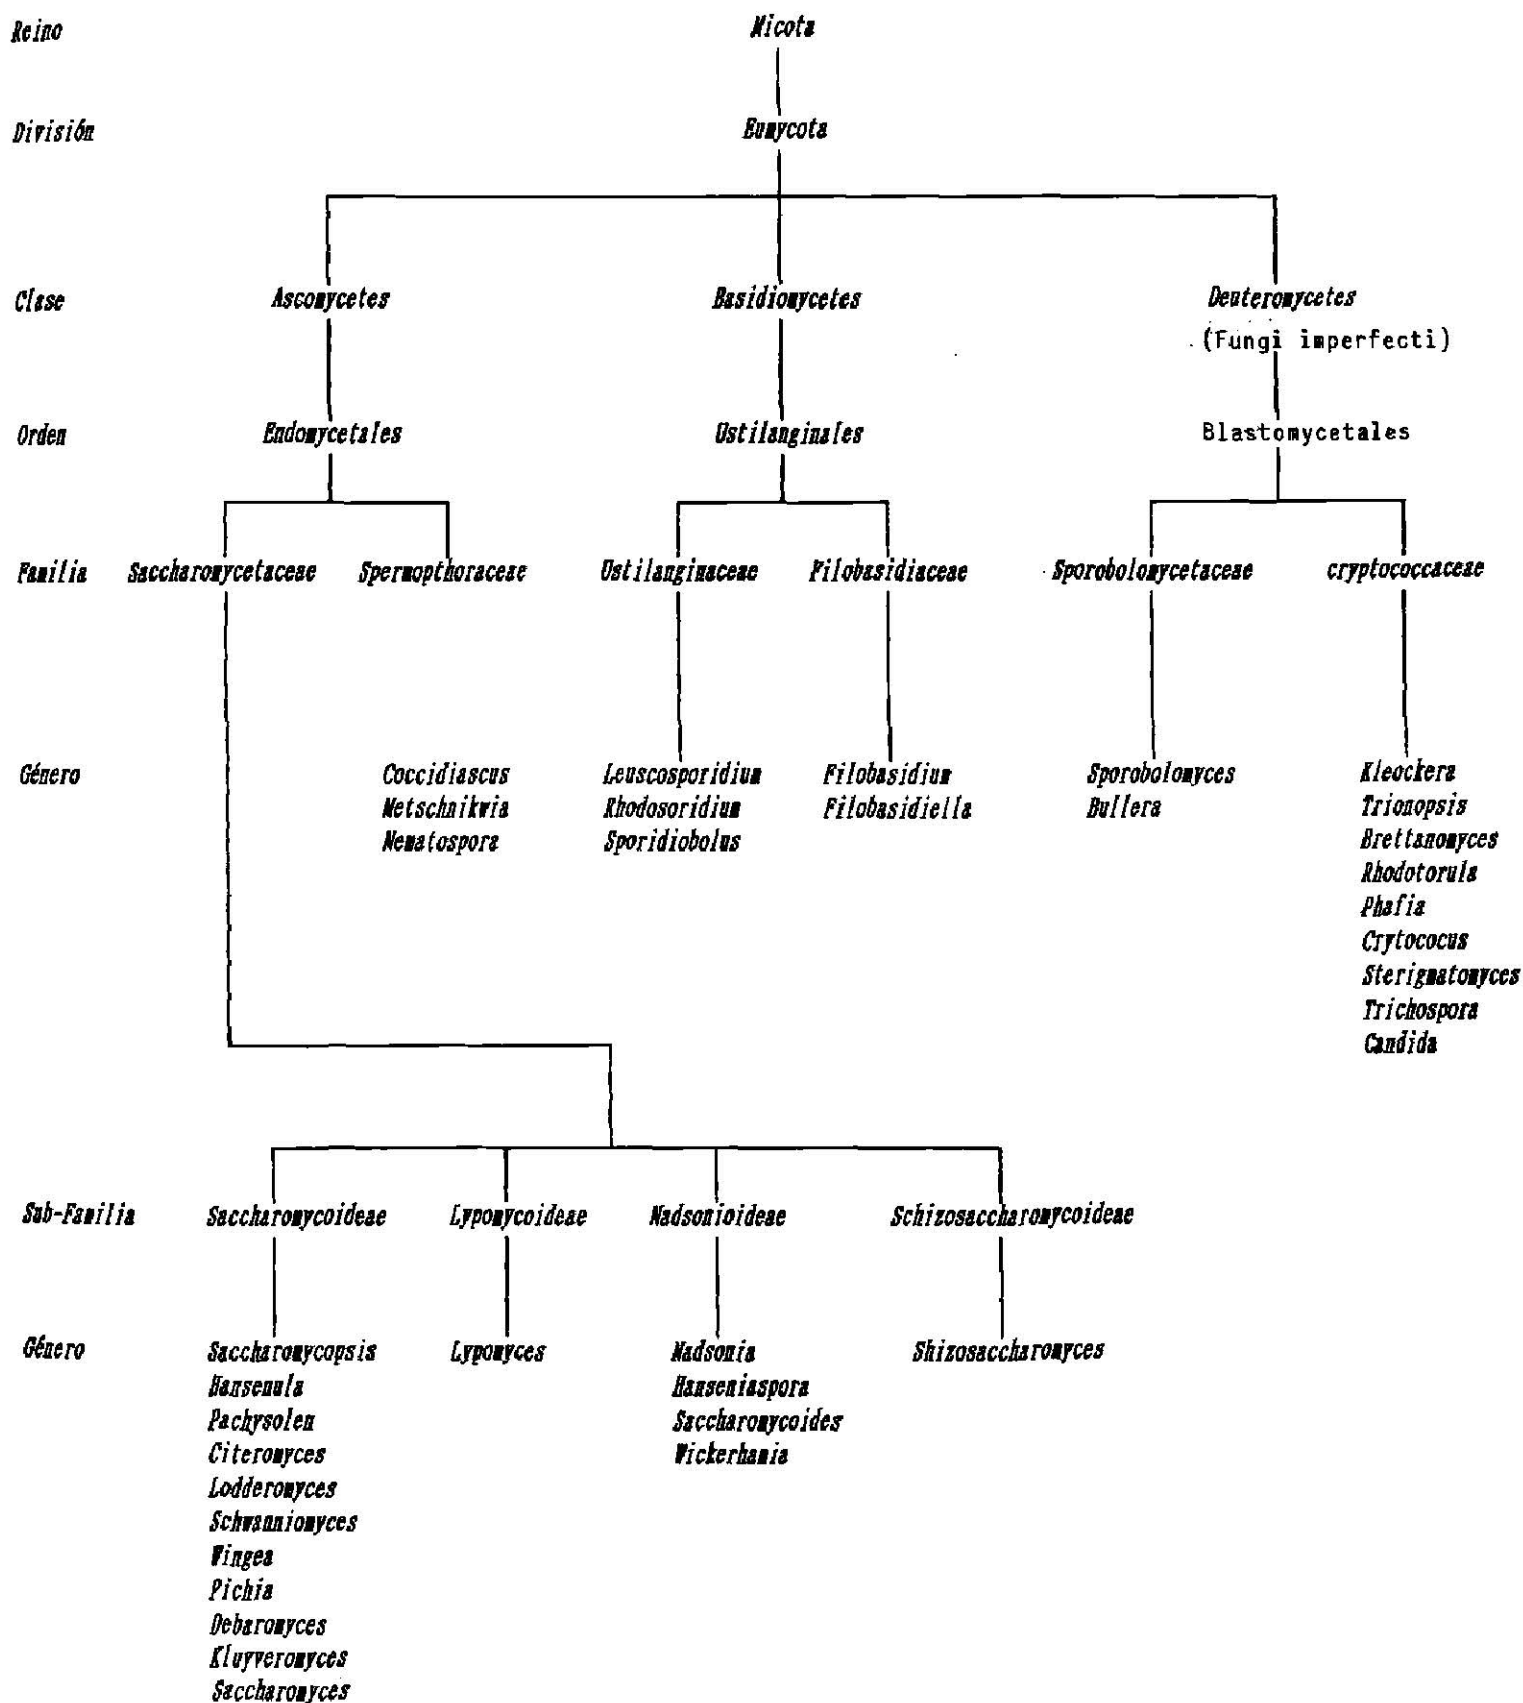 Reino Micota
División Eumycota
Clase Ascomycetes Basidiomycetes Deuteromycetes
(Fungi imperfecti)
Orden Endomycetales Ustilanginales Blastomycetales
Familia Saccharomycetaceae Spermopthoraceae Ustilanginaceae Filobasidiaceae Sporobolomycetaceae cryptococcaceae
Género Coccidiascus Leuscosporidium Filobasidium Sporobolomyces Kleockera
Metschnikwia Rhodosoridium Filobasidiella Bullera Trionopsis
Nematospora Sporidiobolus Brettanomyces
Rhodotorula
Phafia
Crytococus
Sterigmatomyces
Trichospora
Candida
Sub-Familia Saccharomycoideae Lypomycoideae Nadsonioideae Schizosaccharomycoideae
Género Saccharomycopsis Lypomyces Nadsonia Shizosaccharomyces
Hansenula Hanseniaspora
Pachysolen Saccharomycoides
Citeromyces Wickerhamia
Lodderomyces
Schwanniomyces
Wingea
Pichia
Debaromyces
Kluyveromyces
Saccharomyces